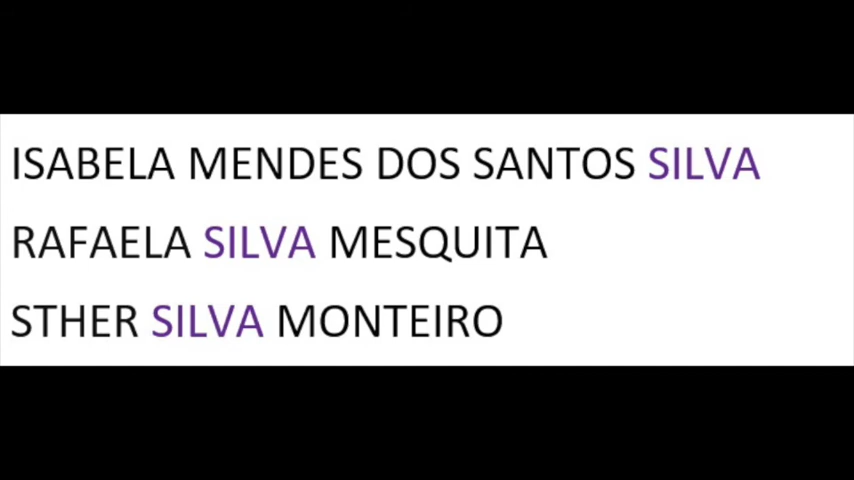 ISABELA MENDES DOS SANTOS SILVA
RAFAELA SILVA MESQUITA
STHER SILVA MONTEIRO